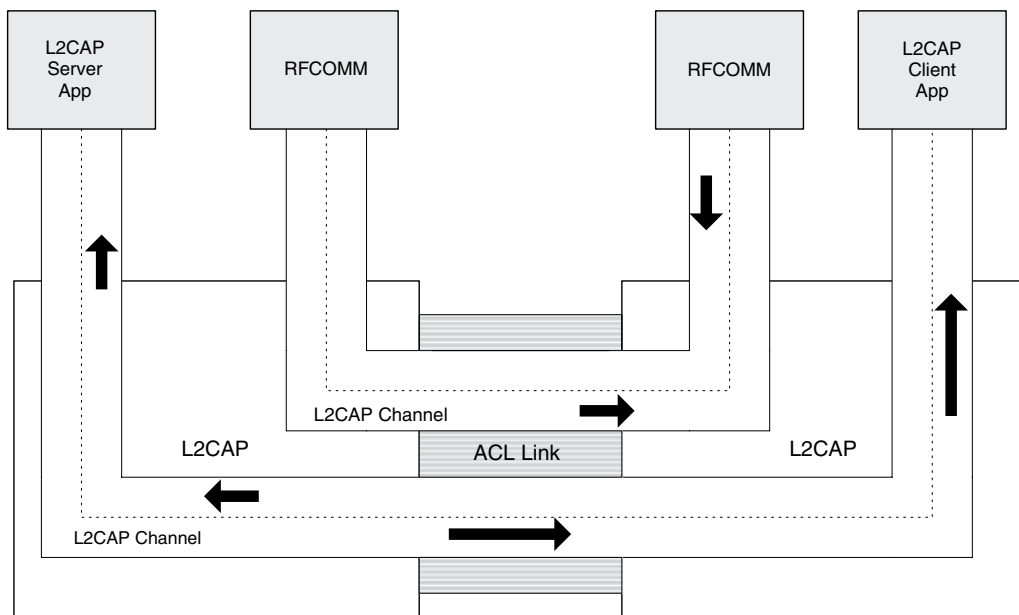 L2CAP
Server
App
RFCOMM
RFCOMM
L2CAP
Client
App
L2CAP Channel
L2CAP
ACL Link
L2CAP
L2CAP Channel